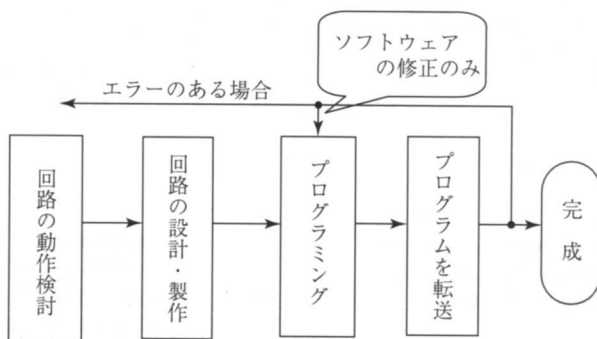 ソフトウェア
の修正のみ
エラーのある場合
回路の動作検討
回路の設計・製作
プログラミング
プログラムを転送
完成